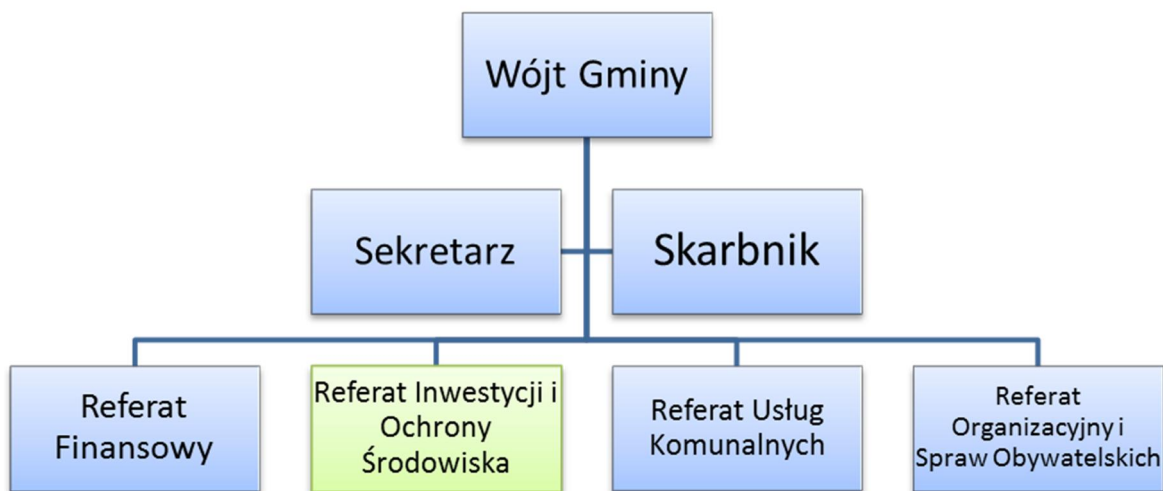 Wójt Gminy
Sekretarz
Skarbnik
Referat
Finansowy
Referat Inwestycji i
Ochrony
Środowiska
Referat Usług
Komunalnych
Referat
Organizacyjny i
Spraw Obywatelskich